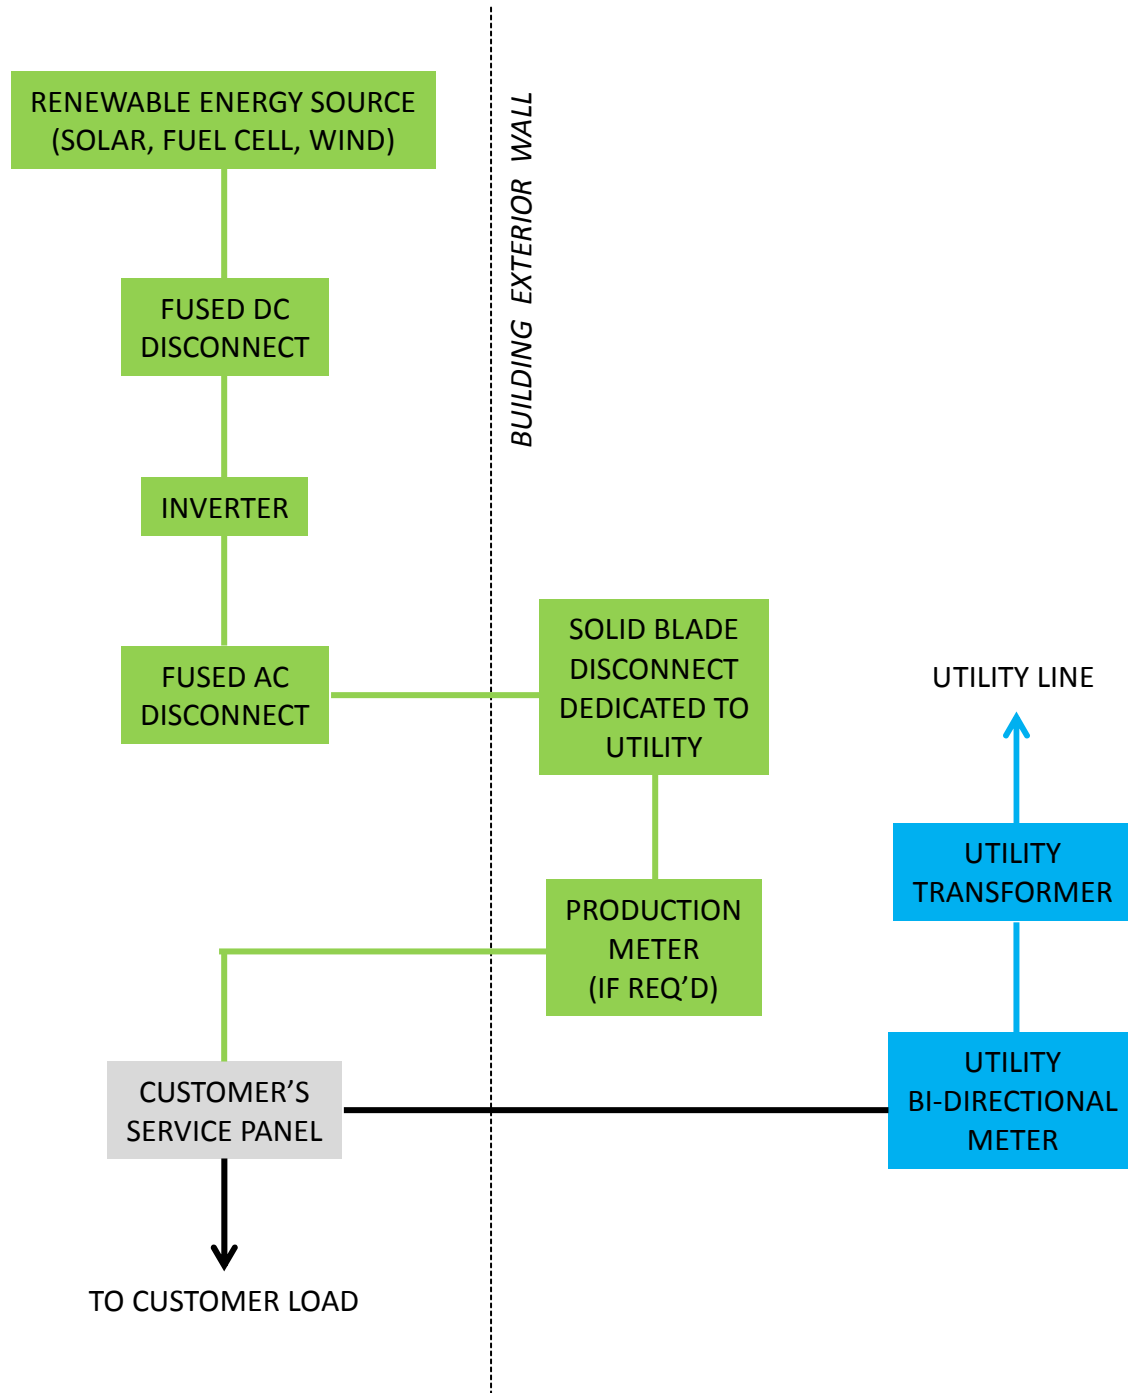 RENEWABLE ENERGY SOURCE
(SOLAR, FUEL CELL, WIND)
BUILDING EXTERIOR WALL
FUSED DC
DISCONNECT
INVERTER
FUSED AC
DISCONNECT
SOLID BLADE
DISCONNECT
DEDICATED TO
UTILITY
UTILITY LINE
UTILITY
TRANSFORMER
PRODUCTION
METER
(IF REQ’D)
CUSTOMER’S
SERVICE PANEL
UTILITY
BI-DIRECTIONAL
METER
TO CUSTOMER LOAD